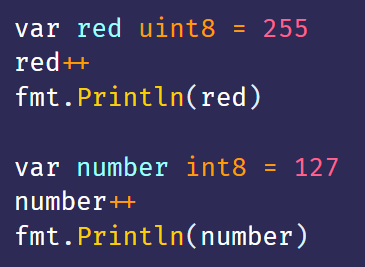 var red uint8 = 255
red++
fmt.Println(red)
var number int8 = 127
number++
fmt.Println(number)